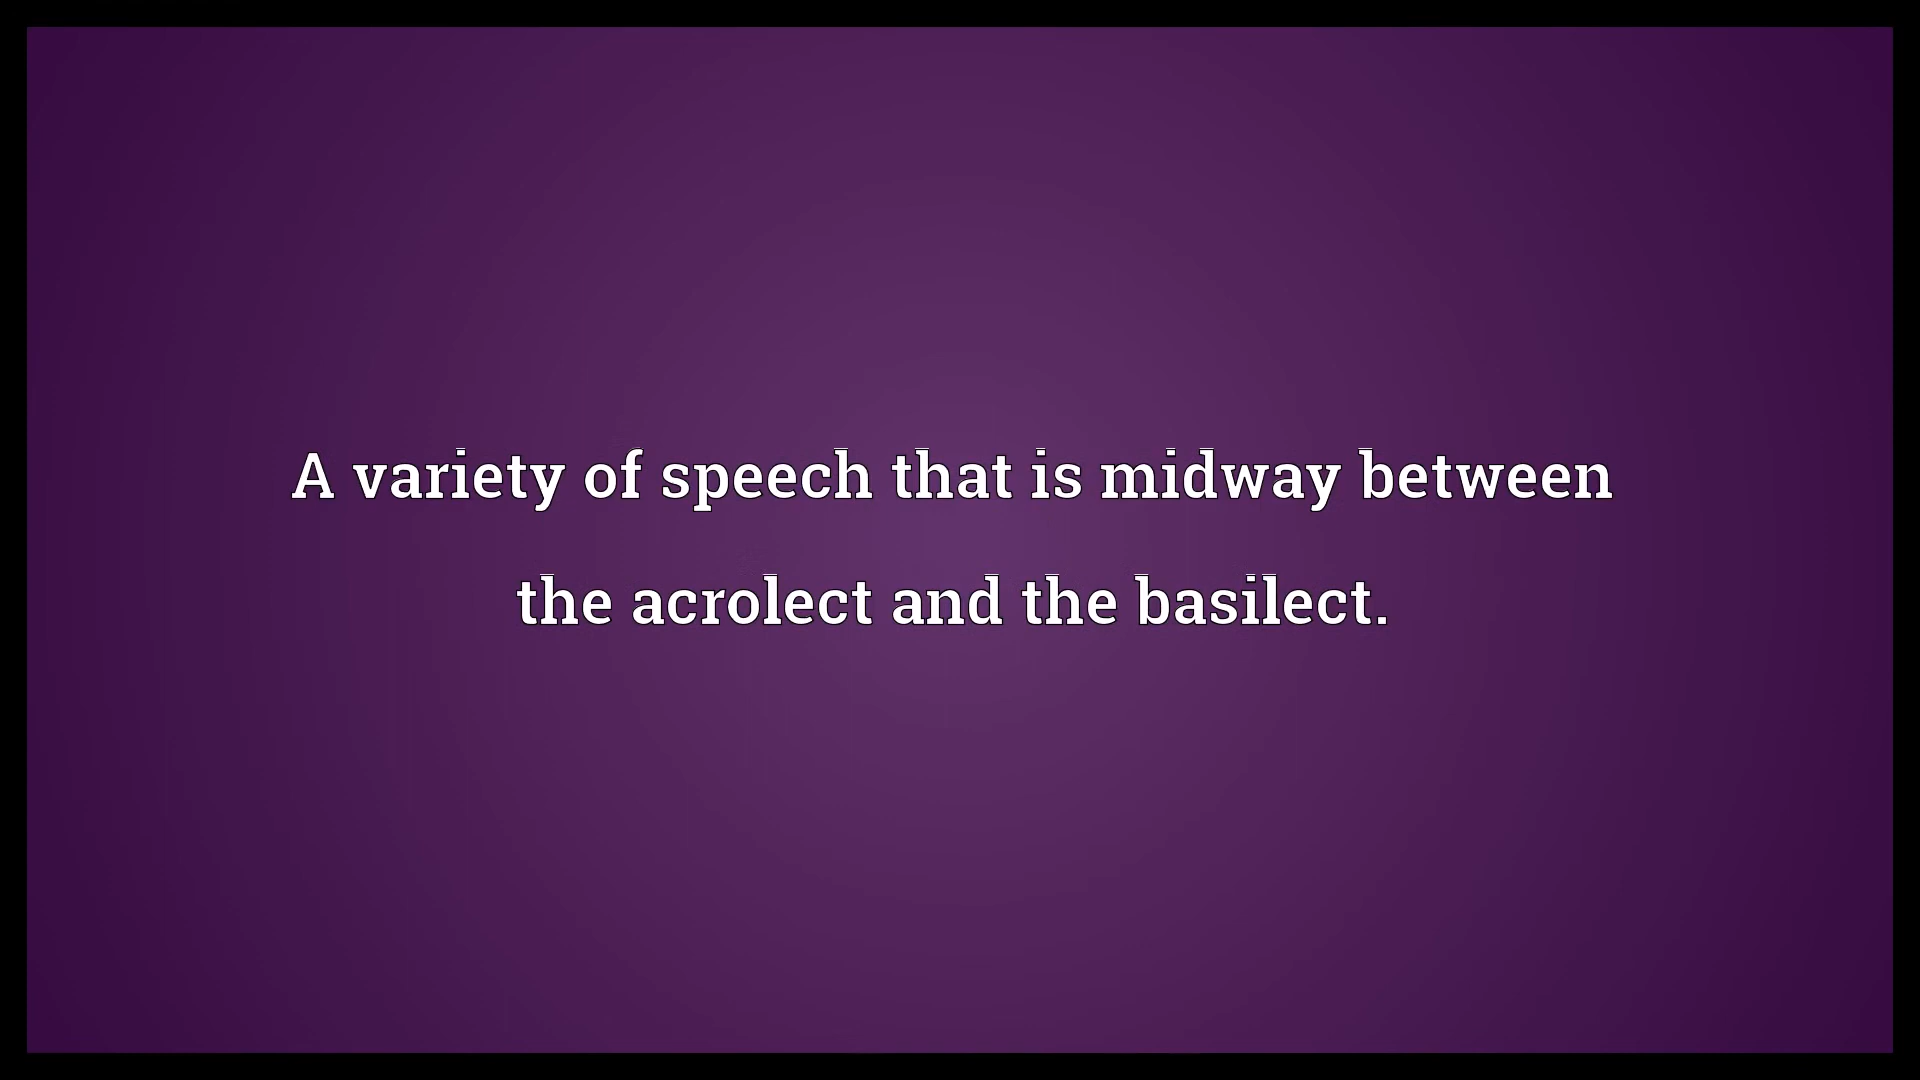 A variety of speech that is midway between
the acrolect and the basilect.